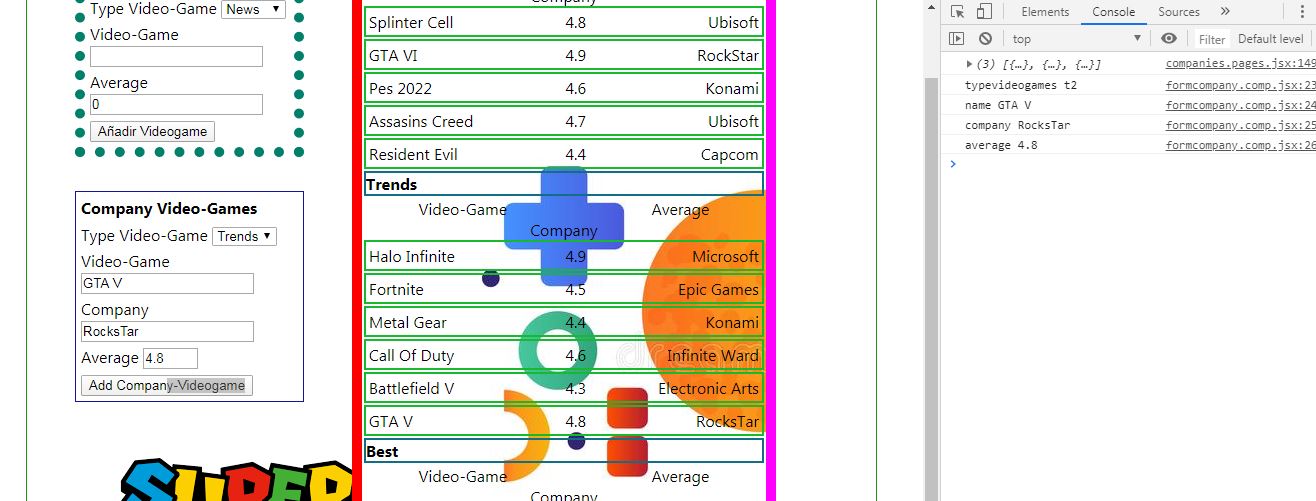 Type Video-Game News
Video-Game
Average
0
Añadir Videogame
Company Video-Games
Type Video-Game Trends
Video-Game
GTA V
Company
RocksTar
Average 4.8
Add Company-Videogame
SUPER
Company
Splinter Cell 4.8 Ubisoft
GTA VI 4.9 RockStar
Pes 2022 4.6 Konami
Assasins Creed 4.7 Ubisoft
Resident Evil 4.4 Capcom
Trends
Video-Game Average
Company
Halo Infinite 4.9 Microsoft
Fortnite 4.5 Epic Games
Metal Gear 4.4 Konami
Call Of Duty 4.6 Infinite Ward
Battlefield V 4.3 Electronic Arts
GTA V 4.8 RocksTar
Best
Video-Game Average
Company
Elements Console Sources
top Filter Default level
(3) [{…}, {…}, {…}] companies.pages.jsx:149
typevideogames t2 formcompany.comp.jsx:23
name GTA V formcompany.comp.jsx:24
company RocksTar formcompany.comp.jsx:25
average 4.8 formcompany.comp.jsx:26